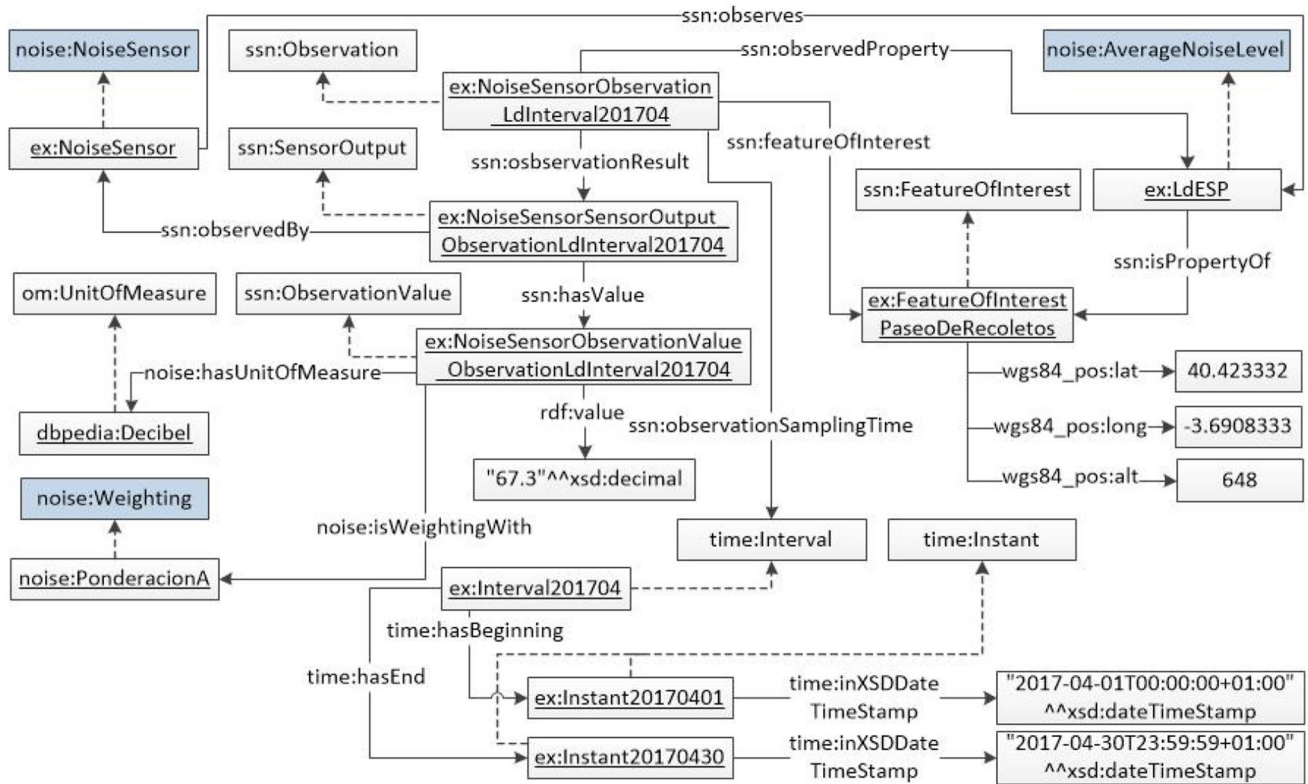 ssn:observes
noise:NoiseSensor
ssn:Observation
ssn:observedProperty
noise:AverageNoiseLevel
ex:NoiseSensorObservation
_LdInterval201704
ssn:featureOfInterest
ex:NoiseSensor
ssn:SensorOutput
ssn:osbservationResult
ssn:FeatureOfInterest
ex:LdESP
ex:NoiseSensorSensorOutput_
ObservationLdInterval201704
ssn:observedBy
ssn:isPropertyOf
om:UnitOfMeasure
ssn:ObservationValue
ssn:hasValue
ex:FeatureOfInterest
PaseoDeRecoletos
ex:NoiseSensorObservationValue
_ObservationLdInterval201704
noise:hasUnitOfMeasure
wgs84_pos:lat
40.423332
rdf:value
ssn:observationSamplingTime
dbpedia:Decibel
wgs84_pos:long
-3.6908333
"67.3"^^xsd:decimal
wgs84_pos:alt
648
noise:Weighting
noise:isWeightingWith
time:Interval
time:Instant
noise:PonderacionA
ex:Interval201704
time:hasBeginning
time:hasEnd
ex:Instant20170401
time:inXSDDate
TimeStamp
"2017-04-01T00:00:00+01:00"
^^xsd:dateTimeStamp
ex:Instant20170430
time:inXSDDate
TimeStamp
"2017-04-30T23:59:59+01:00"
^^xsd:dateTimeStamp